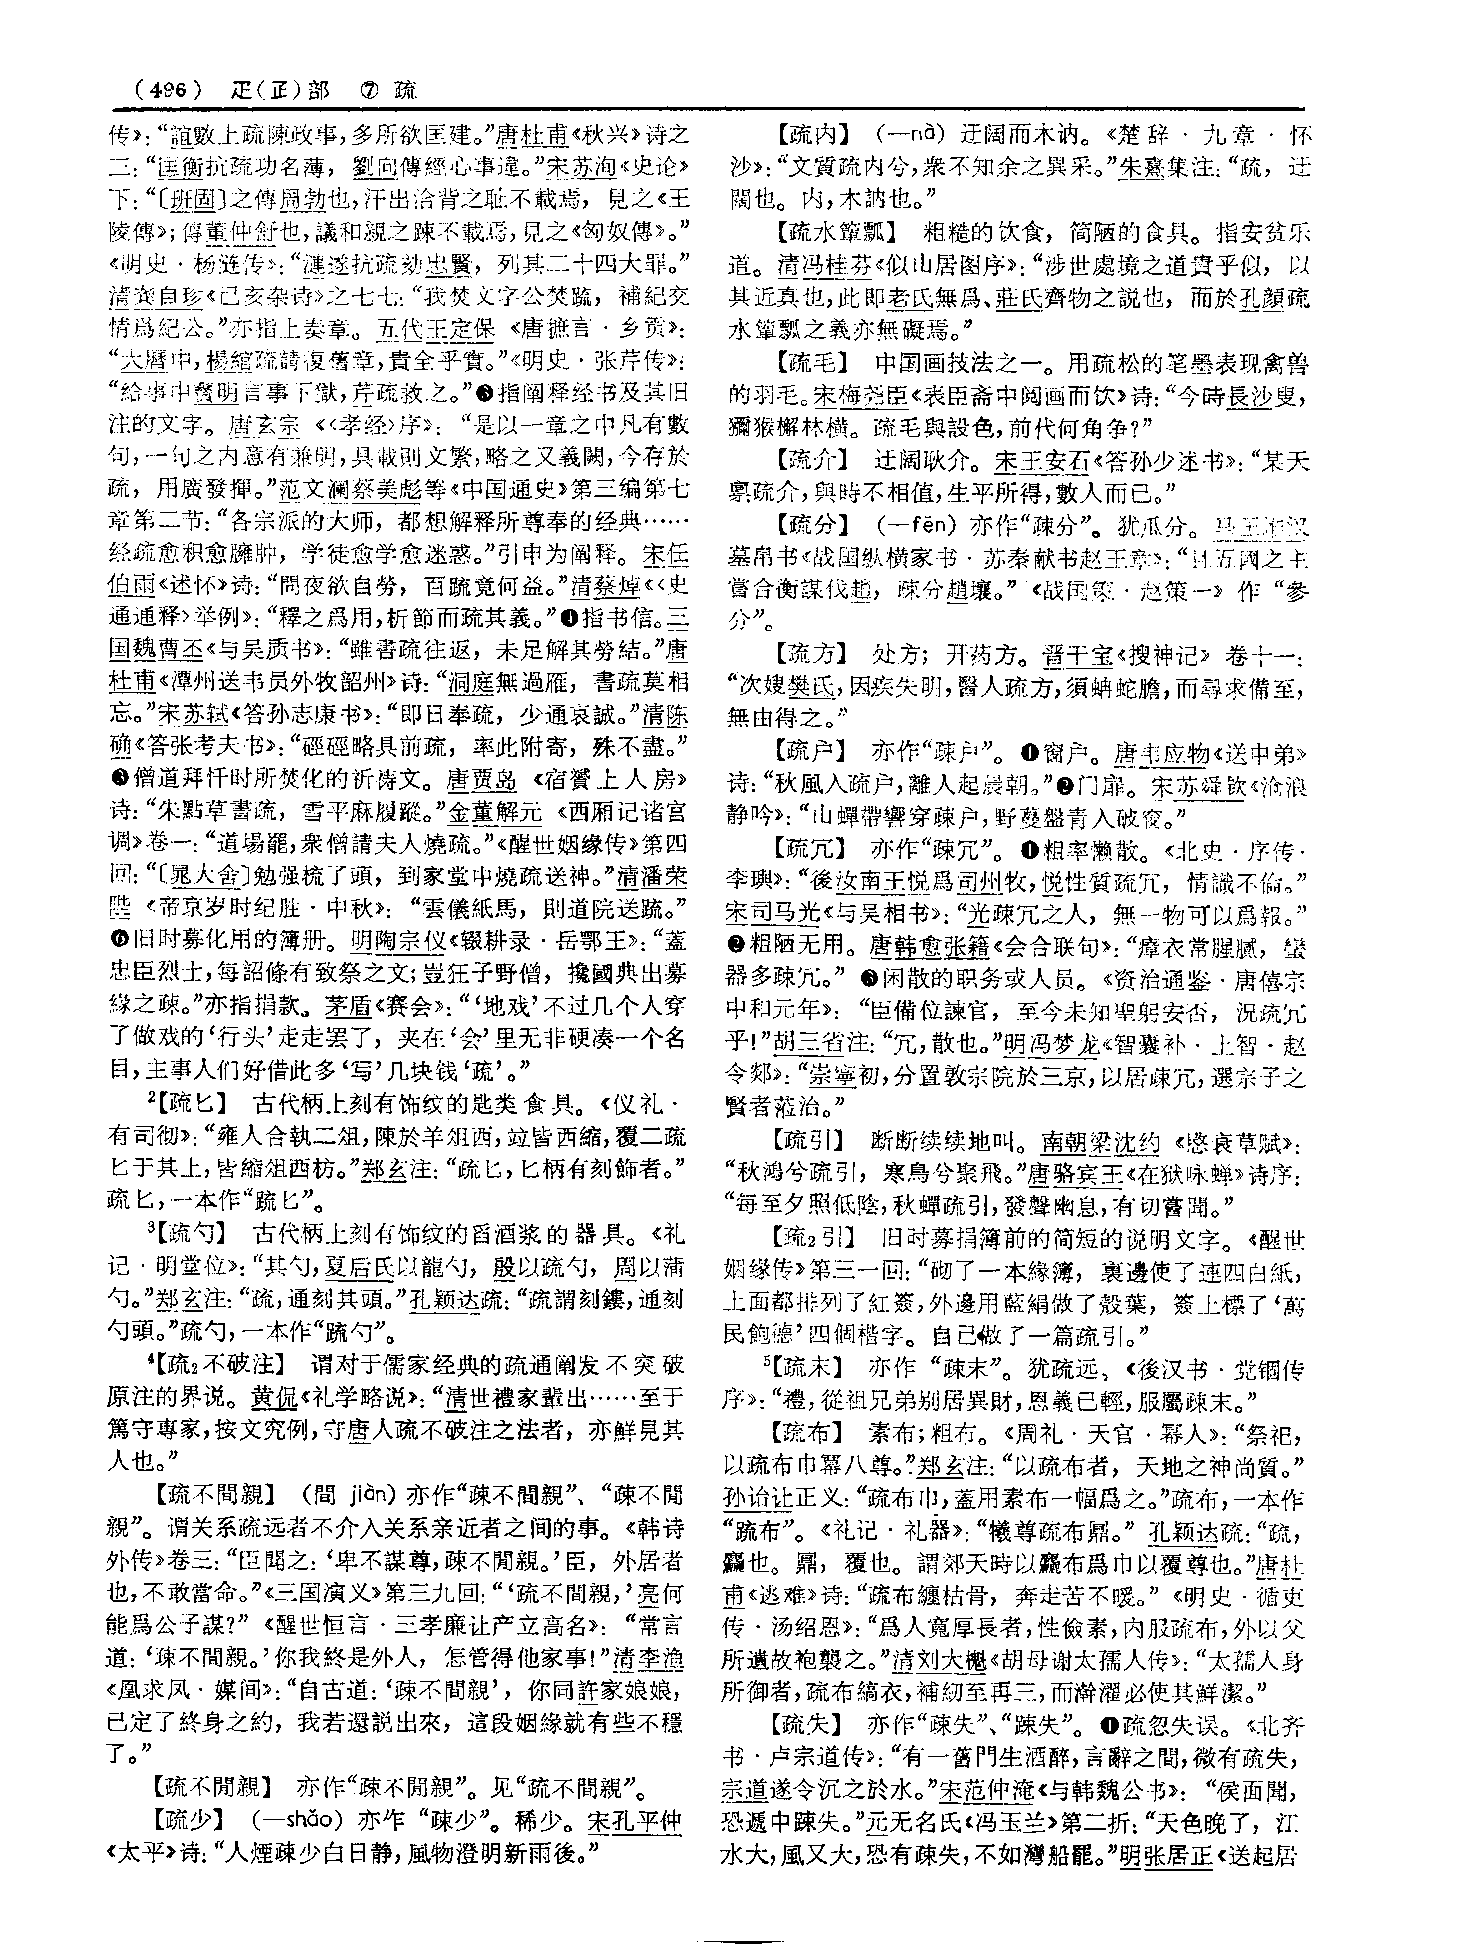 （496） 疋(𤴔)部 ⑦ 疏
传》：“誼數上疏陳政事，多所欲匡建。”唐杜甫《秋兴》诗之
三：“匡衡抗疏功名薄，劉向傳經心事違。”宋苏洵《史论》
下：“〔班固〕之傳周勃也，汗出洽背之耻不載焉，見之《王
陵傳》；傳董仲舒也，議和親之踈不載焉，見之《匈奴傳》。”
《明史·杨涟传》：“漣遂抗疏劾忠賢，列其二十四大罪。”
清龚自珍《己亥杂诗》之七七：“我焚文字公焚疏，補紀交
情爲紀公。”亦指上奏章。五代王定保《唐摭言·乡贡》：
“大曆中，楊綰疏請復舊章，貴全乎實。”《明史·张芹传》：
“給事中竇明言事下獄，芹疏救之。”❸指阐释经书及其旧
注的文字。唐玄宗《〈孝经〉序》：“是以一章之中凡有數
句，一句之内意有兼明，具載則文繁，略之又義闕，今存於
疏，用廣發揮。”范文澜蔡美彪等《中国通史》第三编第七
章第二节：“各宗派的大师，都想解释所尊奉的经典……
经疏愈积愈臃肿，学徒愈学愈迷惑。”引申为阐释。宋任
伯雨《述怀》诗：“問夜欲自勞，百疏竟何益。”清蔡焯《〈史
通通释〉举例》：“釋之爲用，析節而疏其義。”❹指书信。三
国魏曹丕《与吴质书》：“雖書疏往返，未足解其勞結。”唐
杜甫《潭州送韦员外牧韶州》诗：“洞庭無過雁，書疏莫相
忘。”宋苏轼《答孙志康书》：“即日奉疏，少通哀誠。”清陈
确《答张考夫书》：“硜硜略具前疏，率此附寄，殊不盡。”
❺僧道拜忏时所焚化的祈祷文。唐贾岛《宿赟上人房》
诗：“朱點草書疏，雪平麻履蹤。”金董解元《西厢记诸宫
调》卷一：“道場罷，衆僧請夫人燒疏。”《醒世姻缘传》第四
回：“〔晁大舍〕勉强梳了頭，到家堂中燒疏送神。”清潘荣
陛《帝京岁时纪胜·中秋》：“雲儀紙馬，則道院送疏。”
❻旧时募化用的簿册。明陶宗仪《辍耕录·岳鄂王》：“蓋
忠臣烈士，每詔條有致祭之文；豈狂子野僧，攙國典出募
緣之疎。”亦指捐款。茅盾《赛会》：“‘地戏’不过几个人穿
了做戏的‘行头’走走罢了，夹在‘会’里无非硬凑一个名
目，主事人们好借此多‘写’几块钱‘疏’。”
²【疏匕】 古代柄上刻有饰纹的匙类食具。《仪礼·
有司彻》：“雍人合執二俎，陳於羊俎西，竝皆西縮，覆二疏
匕于其上，皆縮俎西枋。”郑玄注：“疏匕，匕柄有刻飾者。”
疏匕，一本作“䟽匕”。
³【疏勺】 古代柄上刻有饰纹的舀酒浆的器具。《礼
记·明堂位》：“其勺，夏后氏以龍勺，殷以疏勺，周以蒲
勺。”郑玄注：“疏，通刻其頭。”孔颖达疏：“疏謂刻鏤，通刻
勺頭。”疏勺，一本作“䟽勺”。
⁴【疏₂不破注】 谓对于儒家经典的疏通阐发不突破
原注的界说。黄侃《礼学略说》：“清世禮家輩出……至于
篤守專家，按文究例，守唐人疏不破注之法者，亦鮮見其
人也。”
【疏不間親】 （間 jiàn）亦作“疎不間親”、“疎不閒
親”。谓关系疏远者不介入关系亲近者之间的事。《韩诗
外传》卷三：“臣聞之：‘卑不謀尊，疎不閒親。’臣，外居者
也，不敢當命。”《三国演义》第三九回：“‘疏不間親，’亮何
能爲公子謀？”《醒世恒言·三孝廉让产立高名》：“常言
道：‘疎不間親。’你我終是外人，怎管得他家事！”清李渔
《凰求凤·媒间》：“自古道：‘疎不間親’，你同許家娘娘，
已定了終身之約，我若還説出來，這段姻緣就有些不穩
了。”
【疏不閒親】 亦作“疎不閒親”。见“疏不間親”。
【疏少】 （—shǎo）亦作“疎少”。稀少。宋孔平仲
《太平》诗：“人煙疎少白日静，風物澄明新雨後。”
【疏内】 （—nà）迂阔而木讷。《楚辞·九章·怀
沙》：“文質疏内兮，衆不知余之異采。”朱熹集注：“疏，迂
闊也。内，木訥也。”
【疏水箪瓢】 粗糙的饮食，简陋的食具。指安贫乐
道。清冯桂芬《似山居图序》：“涉世處境之道貴乎似，以
其近真也，此即老氏無爲、莊氏齊物之説也，而於孔顔疏
水簞瓢之義亦無礙焉。”
【疏毛】 中国画技法之一。用疏松的笔墨表现禽兽
的羽毛。宋梅尧臣《表臣斋中阅画而饮》诗：“今時長沙叟，
獼猴槲林横。疏毛與設色，前代何角争？”
【疏介】 迂阔耿介。宋王安石《答孙少述书》：“某天
禀疏介，與時不相值，生平所得，數人而已。”
【疏分】 （—fēn）亦作“疎分”。犹瓜分。马王堆汉
墓帛书《战国纵横家书·苏秦献书赵王章》：“且五國之主
嘗合衡謀伐趙，疎分趙壤。”《战国策·赵策一》作“参
分”。
【疏方】 处方；开药方。晋干宝《搜神记》卷十一：
“次嫂樊氏，因疾失明，醫人疏方，須蚺蛇膽，而尋求備至，
無由得之。”
【疏户】 亦作“疎户”。❶窗户。唐韦应物《送中弟》
诗：“秋風入疏户，離人起晨朝。”❷门扉。宋苏舜钦《沧浪
静吟》：“山蟬帶響穿疎户，野蔓盤青入破窗。”
【疏冗】 亦作“疎冗”。❶粗率懒散。《北史·序传·
李玙》：“後汝南王悦爲司州牧，悦性質疏冗，情識不倫。”
宋司马光《与吴相书》：“光疎冗之人，無一物可以爲報。”
❷粗陋无用。唐韩愈张籍《会合联句》：“瘴衣常腥膩，蠻
器多疎冗。”❸闲散的职务或人员。《资治通鉴·唐僖宗
中和元年》：“臣備位諫官，至今未知聖躬安否，况疏冗
乎！”胡三省注：“冗，散也。”明冯梦龙《智囊补·上智·赵
令郯》：“崇寧初，分置敦宗院於三京，以居疎冗，選宗子之
賢者蒞治。”
【疏引】 断断续续地叫。南朝梁沈约《愍衰草赋》：
“秋鸿兮疏引，寒鳥兮聚飛。”唐骆宾王《在狱咏蝉》诗序：
“每至夕照低陰，秋蟬疏引，發聲幽息，有切嘗聞。”
【疏₂引】 旧时募捐簿前的简短的说明文字。《醒世
姻缘传》第三一回：“砌了一本緣簿，裏邊使了連四白紙，
上面都排列了紅簽，外邊用藍絹做了殼葉，簽上標了‘萬
民飽德’四個楷字。自己做了一篇疏引。”
⁵【疏末】 亦作“疎末”。犹疏远。《後汉书·党锢传
序》：“禮，從祖兄弟别居異財，恩義已輕，服屬疎末。”
【疏布】 素布；粗布。《周礼·天官·幂人》：“祭祀，
以疏布巾幂八尊。”郑玄注：“以疏布者，天地之神尚質。”
孙诒让正义：“疏布巾，蓋用素布一幅爲之。”疏布，一本作
“䟽布”。《礼记·礼器》：“犧尊疏布鼏。”孔颖达疏：“疏，
麤也。鼏，覆也。謂郊天時以麤布爲巾以覆尊也。”唐杜
甫《逃难》诗：“疏布纏枯骨，奔走苦不暖。”《明史·循吏
传·汤绍恩》：“爲人寬厚長者，性儉素，内服疏布，外以父
所遺故袍襲之。”清刘大櫆《胡母谢太孺人传》：“太孺人身
所御者，疏布縞衣，補紉至再三，而澣濯必使其鮮潔。”
【疏失】 亦作“疎失”、“踈失”。❶疏忽失误。《北齐
书·卢宗道传》：“有一舊門生酒醉，言辭之間，微有疏失，
宗道遂令沉之於水。”宋范仲淹《与韩魏公书》：“侯面聞，
恐遞中踈失。”元无名氏《冯玉兰》第二折：“天色晚了，江
水大，風又大，恐有疎失，不如灣船罷。”明张居正《送起居